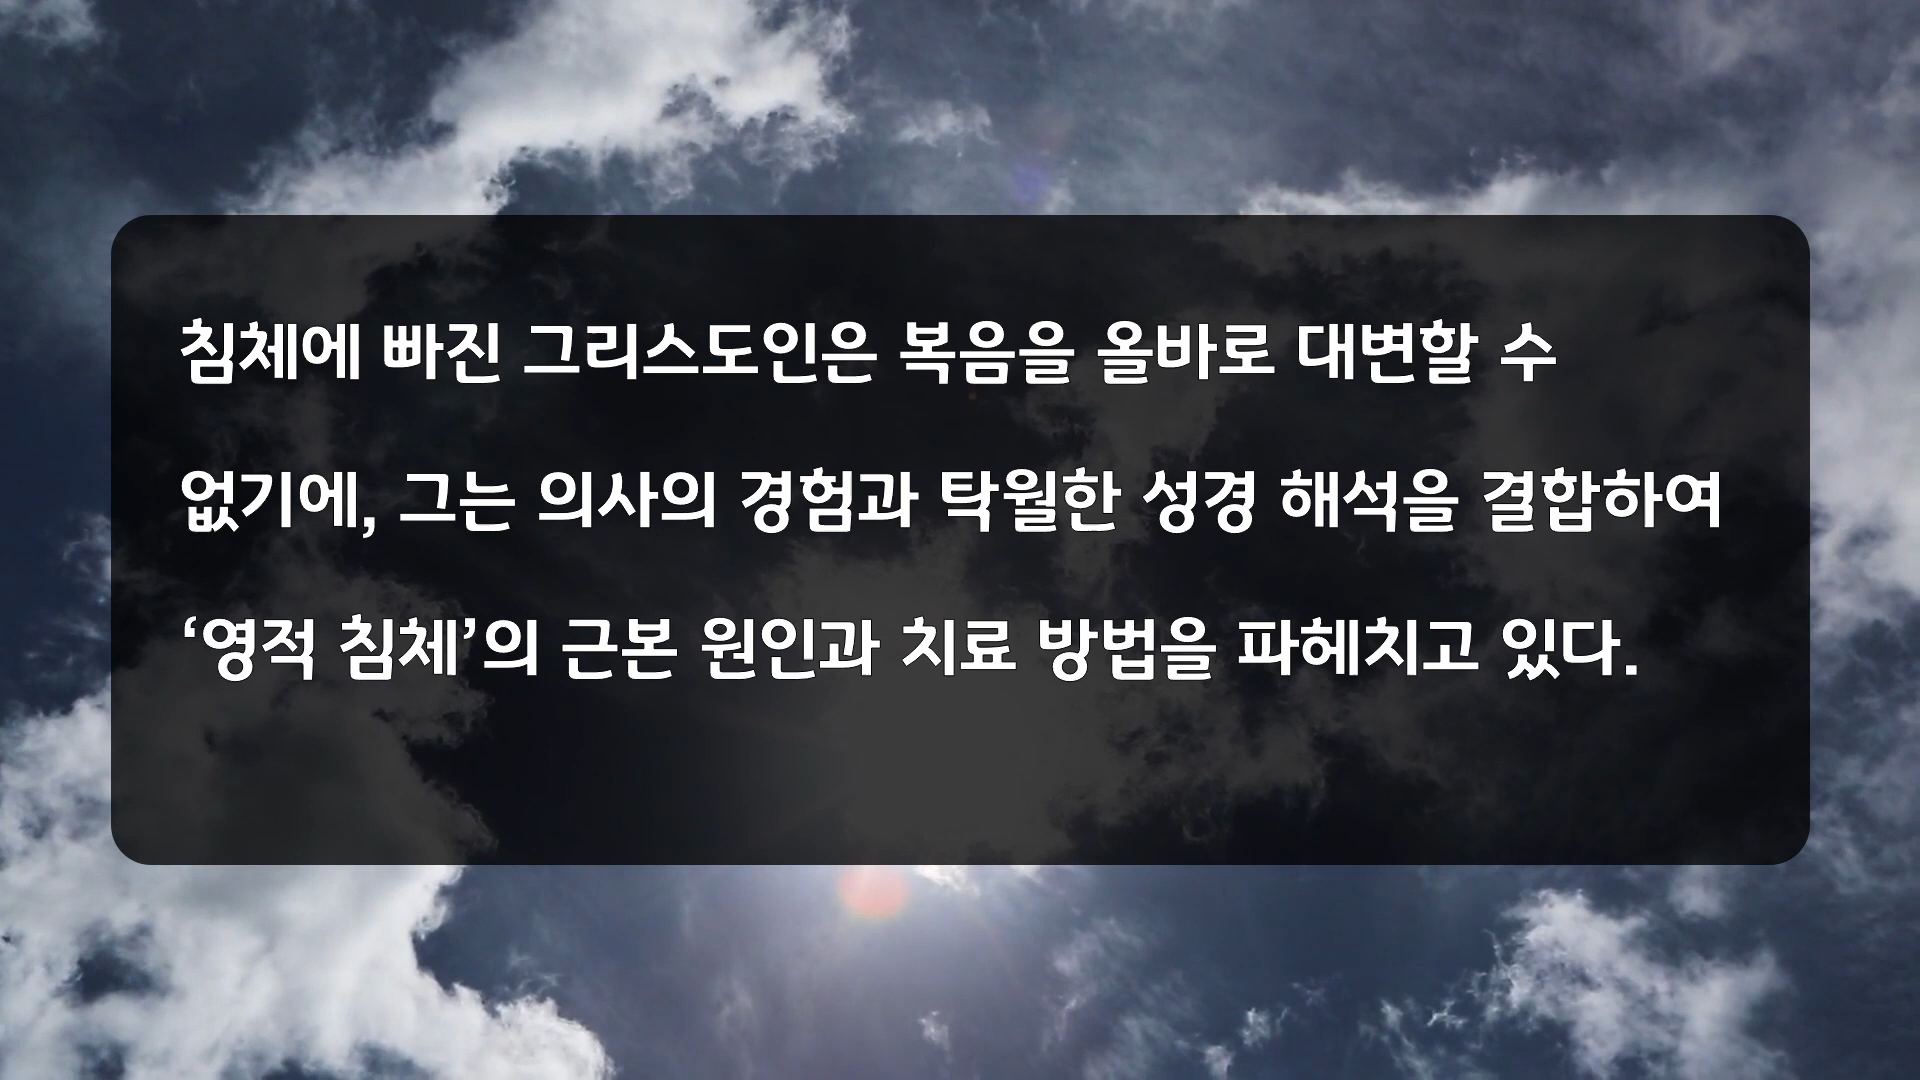 침체에 빠진 그리스도인은 복음을 올바로 대변할 수
없기에, 그는 의사의 경험과 탁월한 성경 해석을 결합하여
‘영적 침체’의 근본 원인과 치료 방법을 파헤치고 있다.